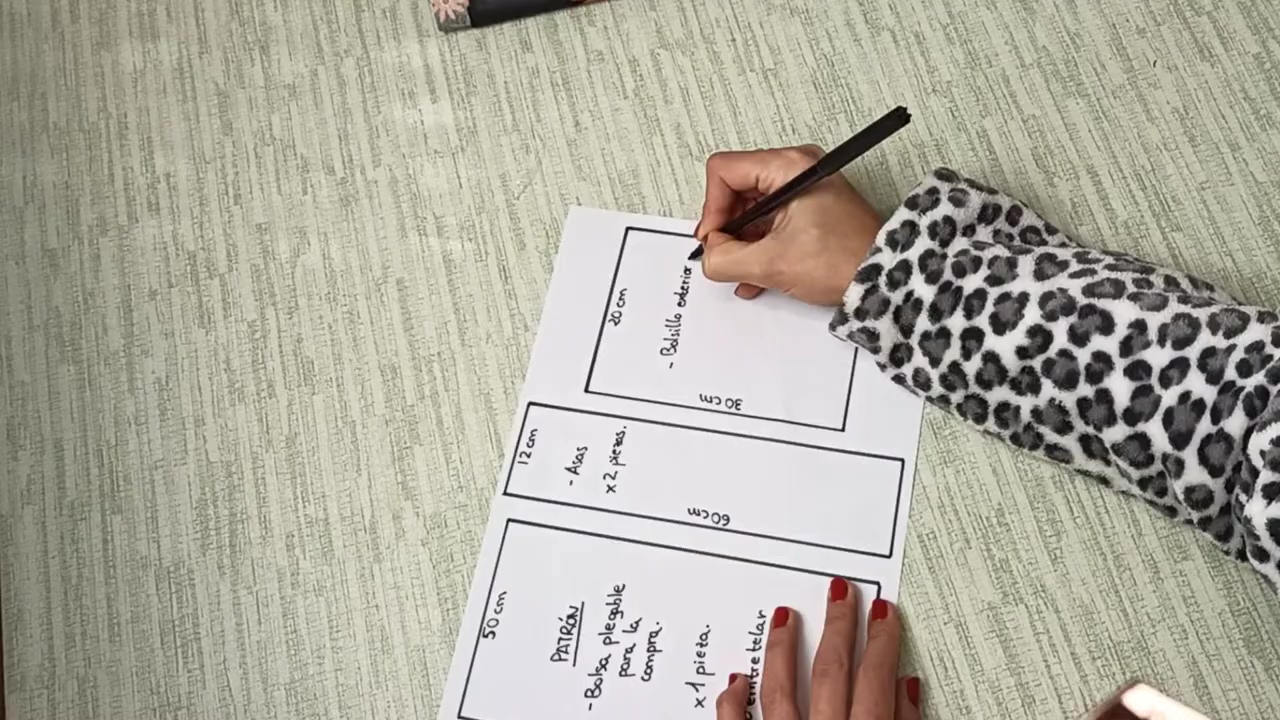 50 cm
PATRÓN
- Bolsa plegable
para la
compra.
x 1 pieza.
entretelar
12 cm
- Asas
x 2 piezas.
60 cm
20 cm
- Bolsillo exterior
30 cm